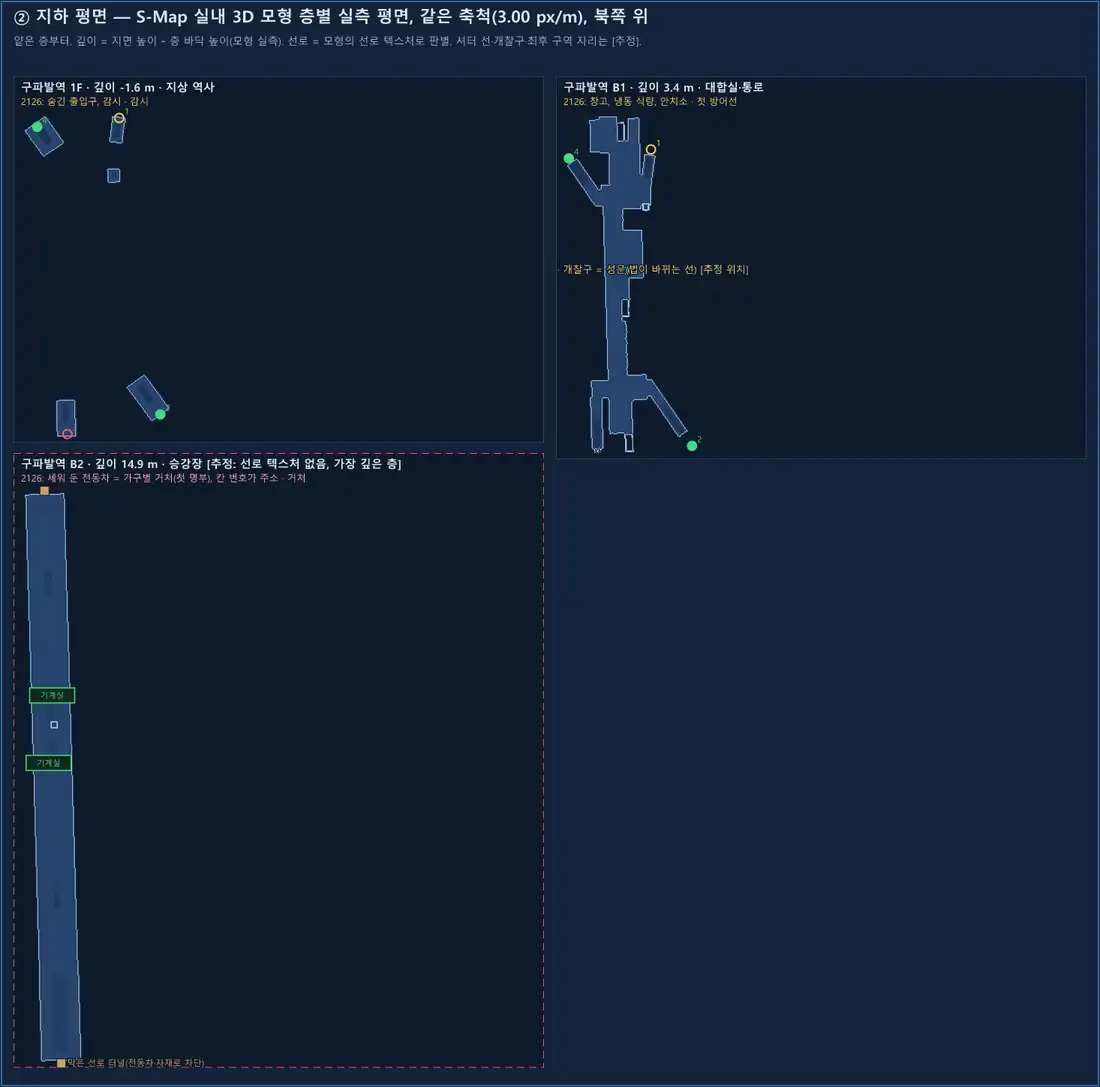 ② 지하 평면 — S-Map 실내 3D 모형 층별 실측 평면, 같은 축척(3.00 px/m), 북쪽 위
얕은 층부터. 깊이 = 지면 높이 – 층 바닥 높이(모형 실측). 선로 = 모형의 선로 텍스처로 판별. 셔터 선·개찰구·최후 구역 자리는 [추정].
구파발역 1F · 깊이 -1.6 m · 지상 역사
2126: 숨긴 출입구, 감시 · 감시
4
1
2
구파발역 B1 · 깊이 3.4 m · 대합실·통로
2126: 창고, 냉동 식량, 안치소 · 첫 방어선
4
1
· 개찰구 = 성문(법이 바뀌는 선) [추정 위치]
2
구파발역 B2 · 깊이 14.9 m · 승강장 [추정: 선로 텍스처 없음, 가장 깊은 층]
2126: 세워 둔 전동차 = 가구별 거처(첫 명부), 칸 번호가 주소 · 거처
기계실
기계실
막은 선로 터널(전동차·자재로 차단)